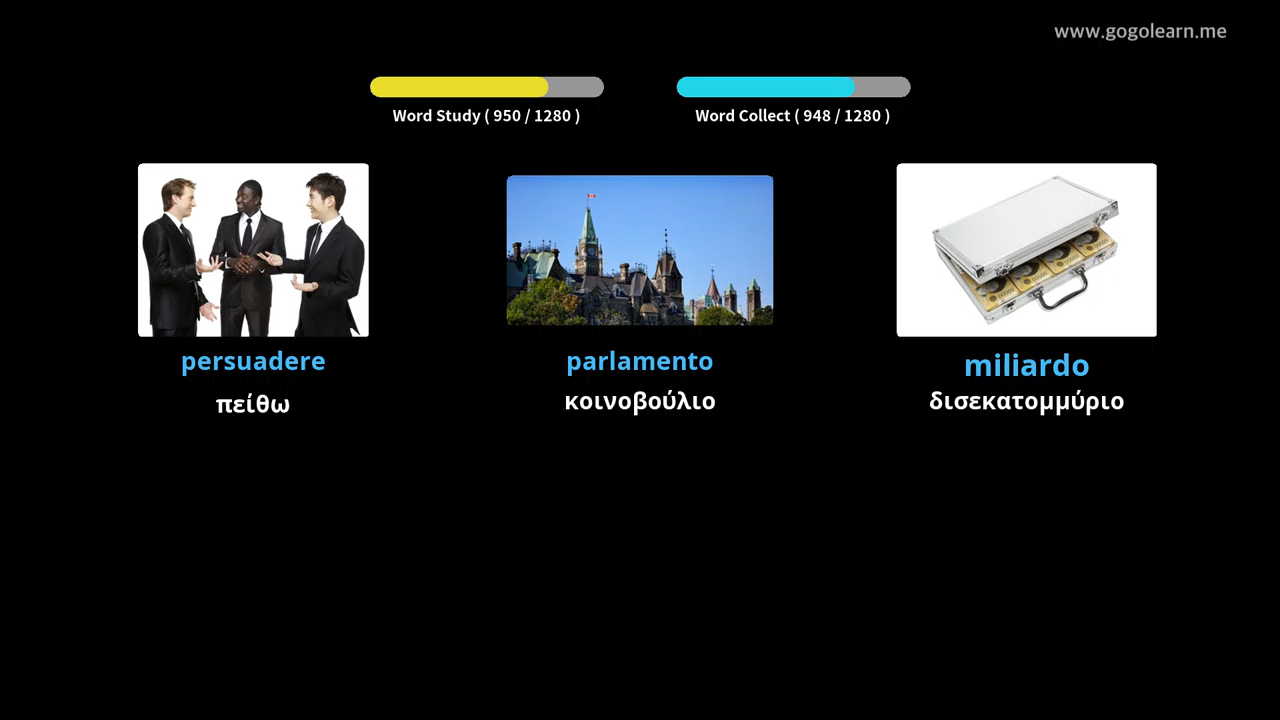 www.gogolearn.me
Word Study ( 950 / 1280 )
Word Collect ( 948 / 1280 )
persuadere
πείθω
parlamento
κοινοβούλιο
miliardo
δισεκατομμύριο